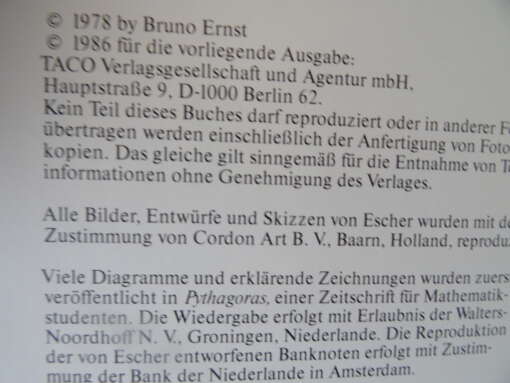 © 1978 by Bruno Ernst
© 1986 für die vorliegende Ausgabe:
TACO Verlagsgesellschaft und Agentur mbH,
Hauptstraße 9, D-1000 Berlin 62.
Kein Teil dieses Buches darf reproduziert oder in anderer
übertragen werden einschließlich der Anfertigung von Foto
kopien. Das gleiche gilt sinngemäß für die Entnahme von
informationen ohne Genehmigung des Verlages.
Alle Bilder, Entwürfe und Skizzen von Escher wurden mit
Zustimmung von Cordon Art B. V., Baarn, Holland,
Viele Diagramme und erklärende Zeichnungen wurden
veröffentlicht in Pythagoras, einer Zeitschrift für Mathematik-
studenten. Die Wiedergabe erfolgt mit Erlaubnis der Walters-
Noordhoff N. V., Groningen, Niederlande. Die Reproduktion
der von Escher entworfenen Banknoten erfolgt mit Zustim-
mung der Bank der Niederlande in Amsterdam.